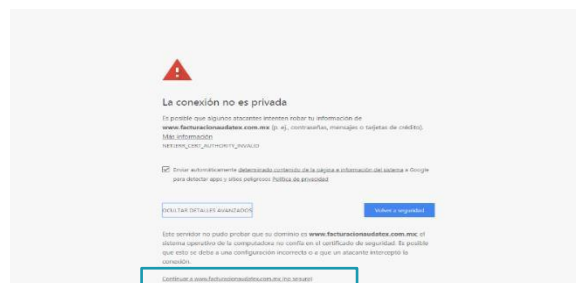 La conexión no es privada
Es posible que algunos atacantes intenten robar tu información de
www.facturacionaudatex.com.mx (p. ej., contraseñas, mensajes o tarjetas de crédito).
Más información
NET::ERR_CERT_AUTHORITY_INVALID
Enviar automáticamente determinado contenido de la página e información del sistema a Google
para detectar apps y sitios peligrosos Política de privacidad
OCULTAR DETALLES AVANZADOS
Volver a seguridad
Este servidor no pudo probar que su dominio es www.facturacionaudatex.com.mx; el
sistema operativo de la computadora no confía en el certificado de seguridad. Es posible
que esto se deba a una configuración incorrecta o a que un atacante interceptó la
conexión.
Continuar a www.facturacionaudatex.com.mx (no seguro)